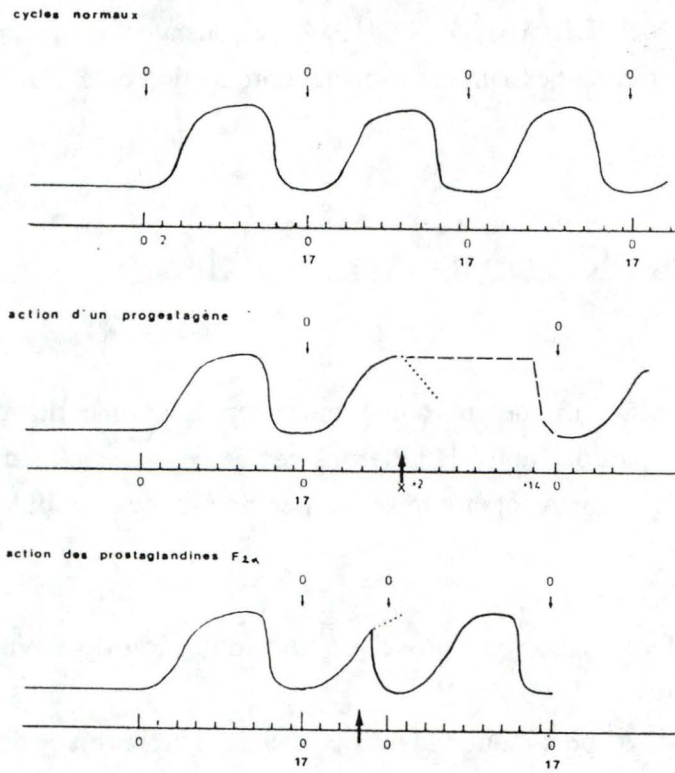 cycles normaux
0 0 0 0
0 2 0 0 0
17 17 17
action d'un progestagène
0 0
0 0 X +2 +14 0
17
action des prostaglandines F2α
0 0 0
0 0 0 0
17 17